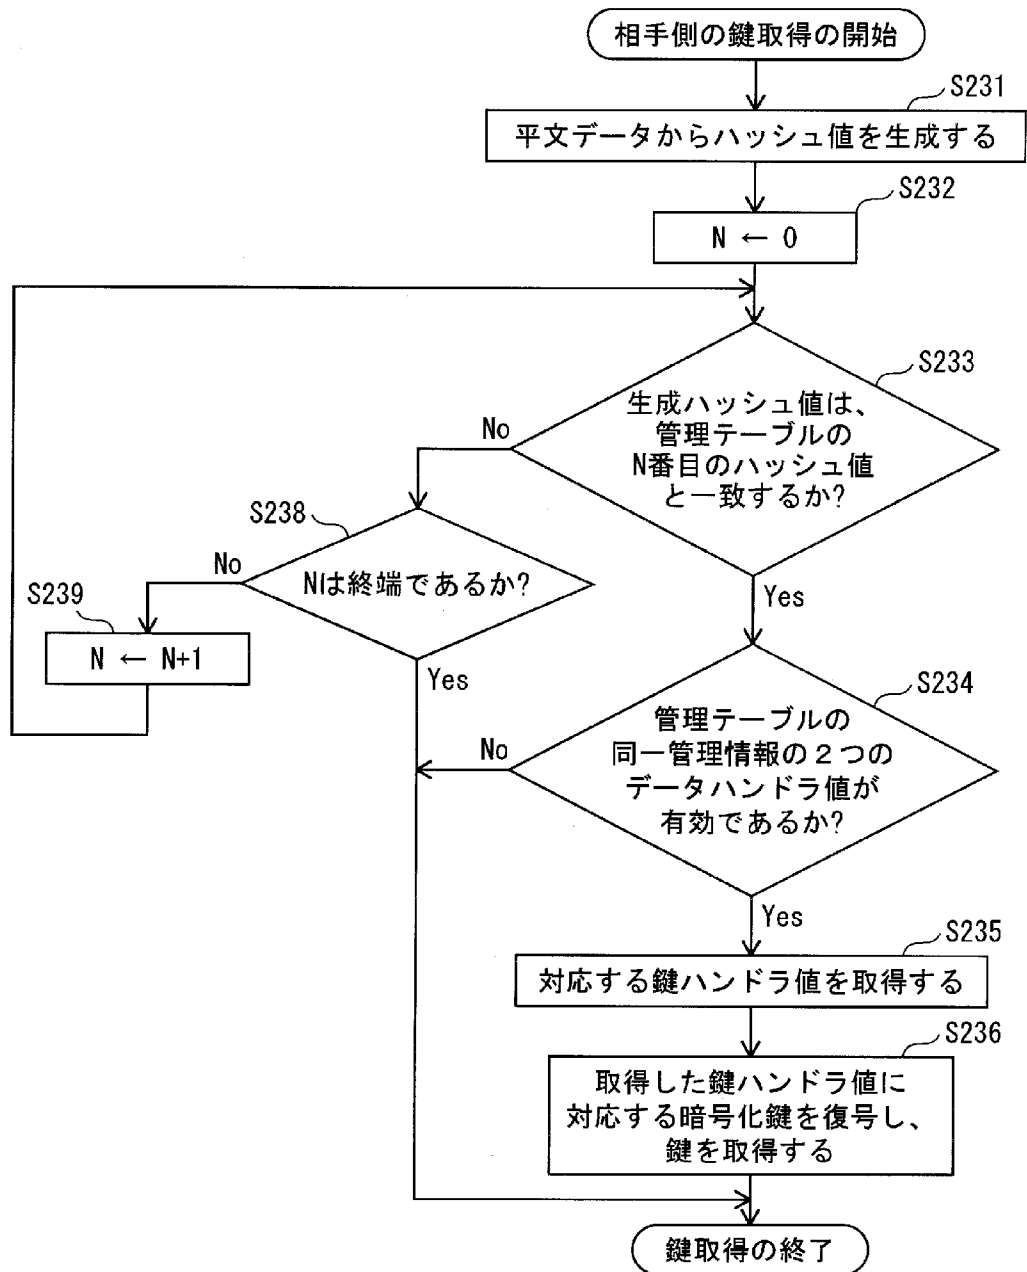 相手側の鍵取得の開始
S231
平文データからハッシュ値を生成する
S232
N ← 0
S233
生成ハッシュ値は、
管理テーブルの
N番目のハッシュ値
と一致するか?
No
Yes
S238
Nは終端であるか?
No
Yes
S239
N ← N+1
S234
管理テーブルの
同一管理情報の２つの
データハンドラ値が
有効であるか?
No
Yes
S235
対応する鍵ハンドラ値を取得する
S236
取得した鍵ハンドラ値に
対応する暗号化鍵を復号し、
鍵を取得する
鍵取得の終了